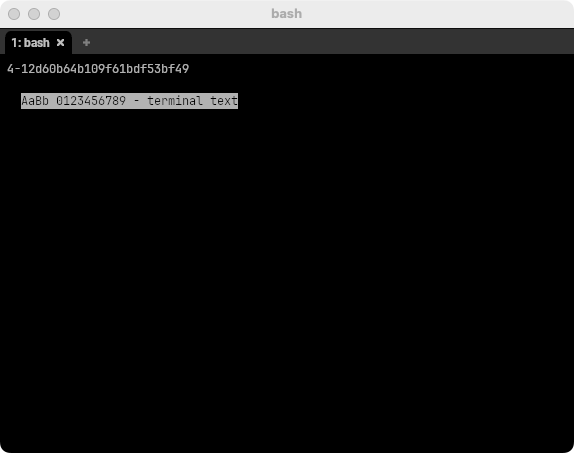 bash
1: bash × +
4-12d60b64b109f61bdf53bf49
AaBb 0123456789 - terminal text